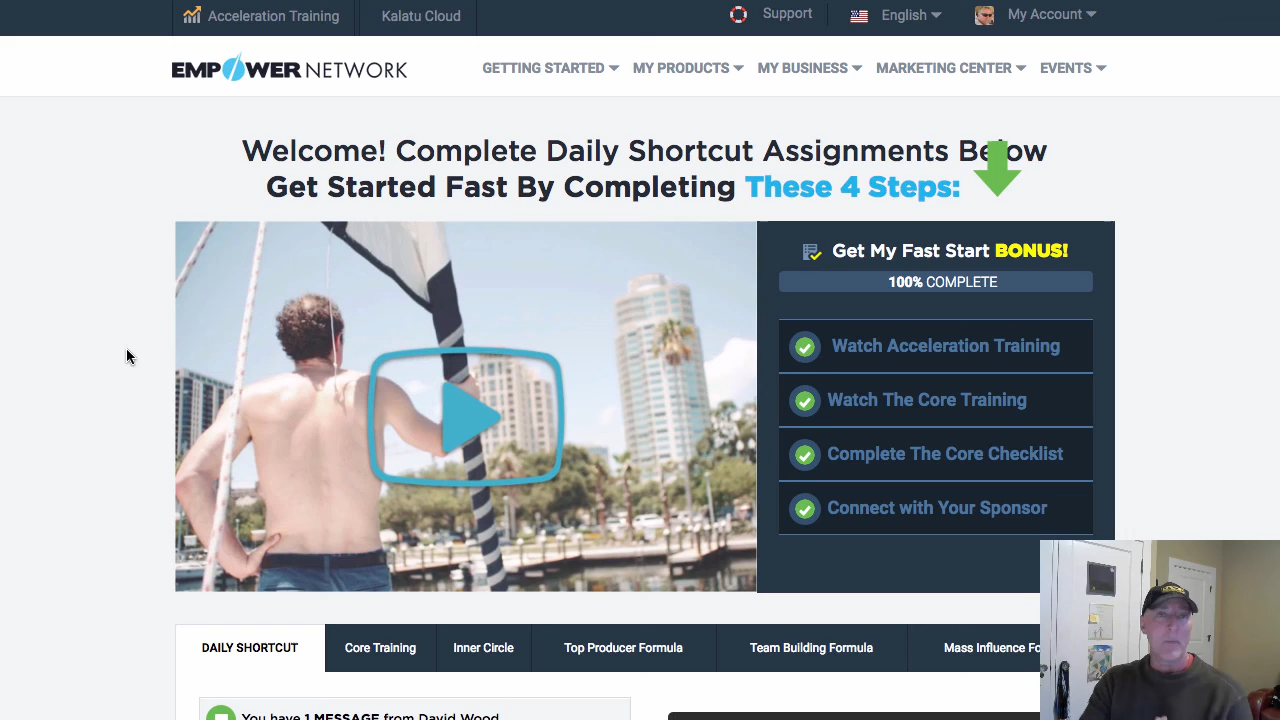 Acceleration Training
Kalatu Cloud
Support
English
My Account
EMPOWER NETWORK
GETTING STARTED
MY PRODUCTS
MY BUSINESS
MARKETING CENTER
EVENTS
Welcome! Complete Daily Shortcut Assignments Below
Get Started Fast By Completing These 4 Steps:
Get My Fast Start BONUS!
100% COMPLETE
Watch Acceleration Training
Watch The Core Training
Complete The Core Checklist
Connect with Your Sponsor
DAILY SHORTCUT
Core Training
Inner Circle
Top Producer Formula
Team Building Formula
Mass Influence Fo
You have 1 MESSAGE from David Wood